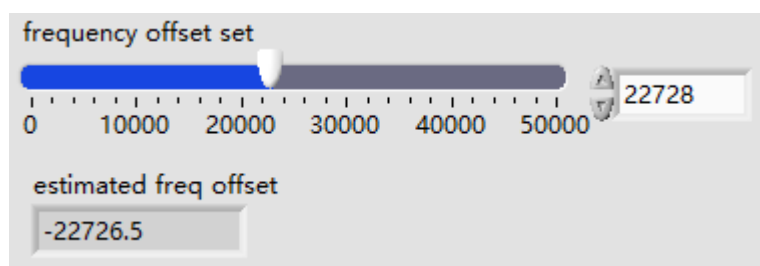 frequency offset set
22728
0 10000 20000 30000 40000 50000
estimated freq offset
-22726.5